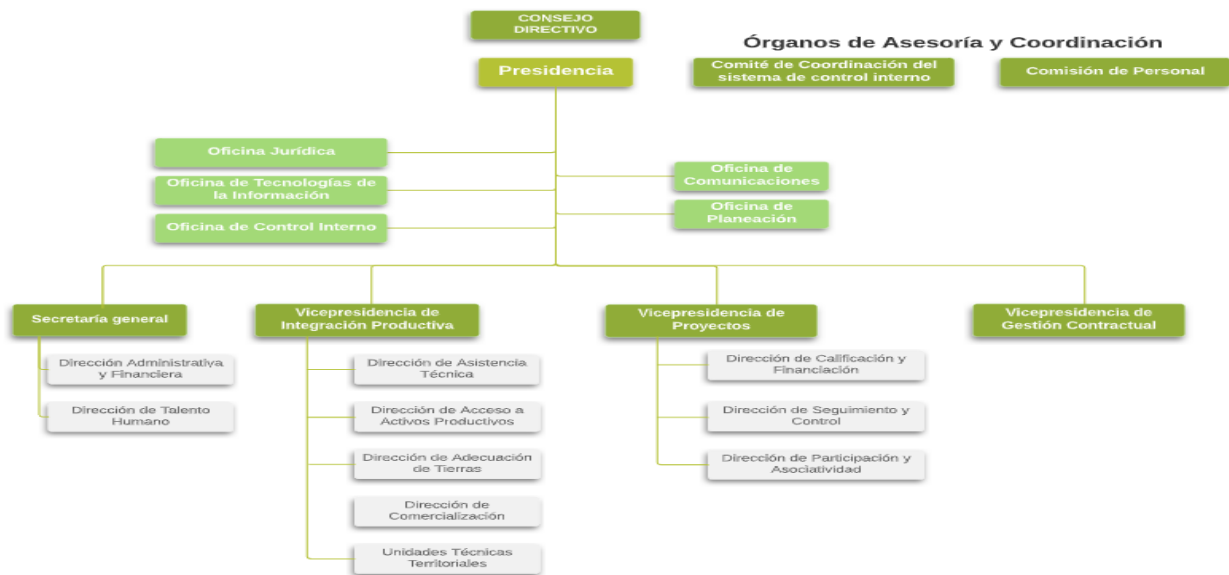 CONSEJO
DIRECTIVO
Órganos de Asesoría y Coordinación
Presidencia
Comité de Coordinación del
sistema de control interno
Comisión de Personal
Oficina Jurídica
Oficina de Tecnologías de
la Información
Oficina de Control Interno
Oficina de
Comunicaciones
Oficina de
Planeación
Secretaría general
Dirección Administrativa
y Financiera
Dirección de Talento
Humano
Vicepresidencia de
Integración Productiva
Dirección de Asistencia
Técnica
Dirección de Acceso a
Activos Productivos
Dirección de Adecuación
de Tierras
Dirección de
Comercialización
Unidades Técnicas
Territoriales
Vicepresidencia de
Proyectos
Dirección de Calificación y
Financiación
Dirección de Seguimiento y
Control
Dirección de Participación y
Asociatividad
Vicepresidencia de
Gestión Contractual